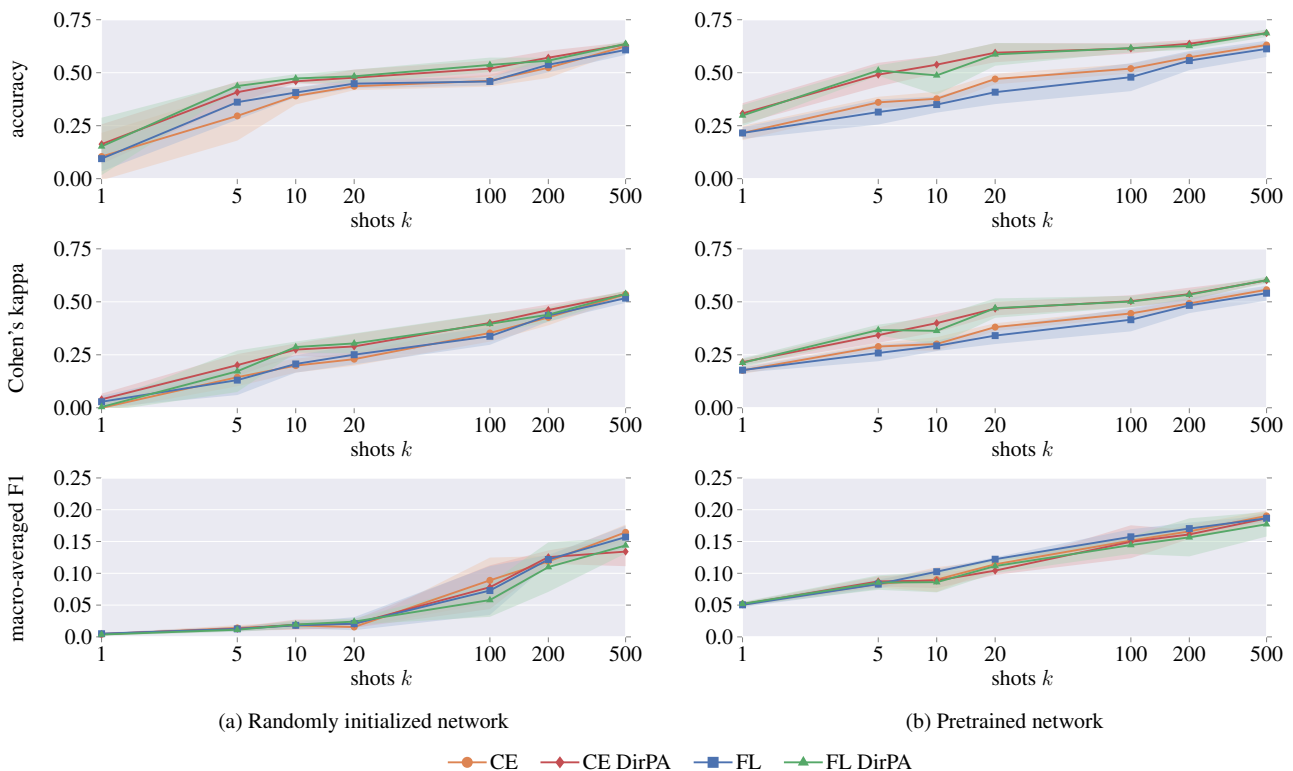 accuracy
0.75
0.50
0.25
0.00
1 5 10 20 100 200 500
shots k
0.75
0.50
0.25
0.00
1 5 10 20 100 200 500
shots k
Cohen's kappa
0.75
0.50
0.25
0.00
1 5 10 20 100 200 500
shots k
0.75
0.50
0.25
0.00
1 5 10 20 100 200 500
shots k
macro-averaged F1
0.25
0.20
0.15
0.10
0.05
0.0
1 5 10 20 100 200 500
shots k
0.25
0.20
0.15
0.10
0.05
0.0
1 5 10 20 100 200 500
shots k
(a) Randomly initialized network
(b) Pretrained network
CE CE DirPA FL FL DirPA